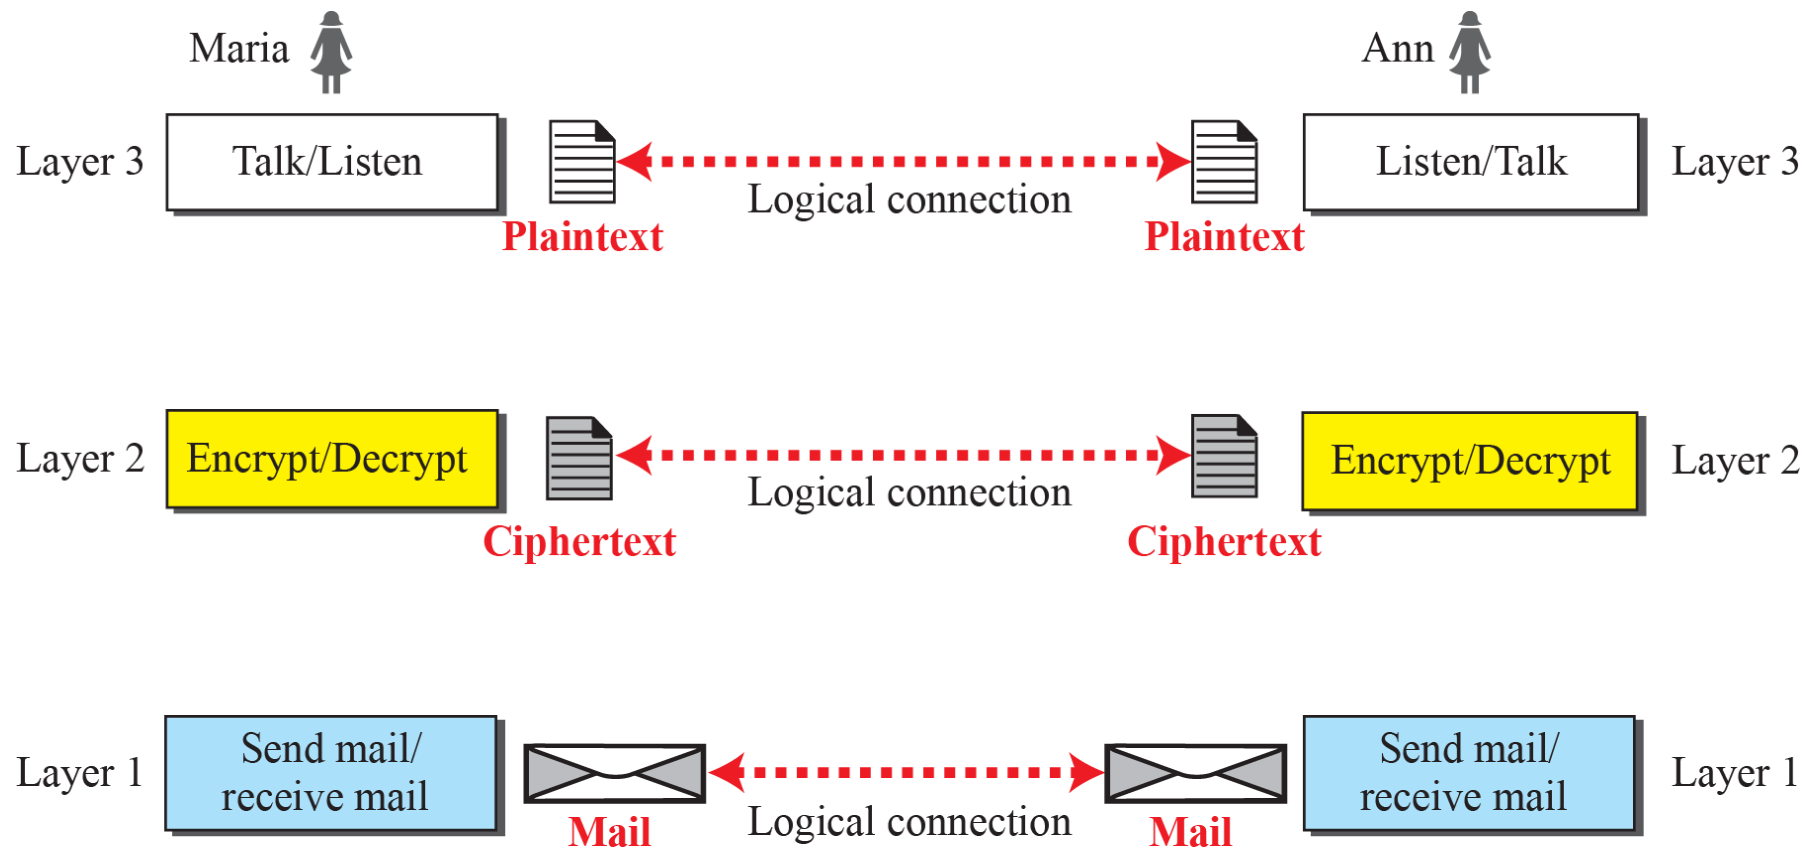 Maria
Ann
Layer 3
Talk/Listen
Listen/Talk
Layer 3
Logical connection
Plaintext
Plaintext
Layer 2
Encrypt/Decrypt
Encrypt/Decrypt
Layer 2
Logical connection
Ciphertext
Ciphertext
Layer 1
Send mail/
receive mail
Send mail/
receive mail
Layer 1
Logical connection
Mail
Mail